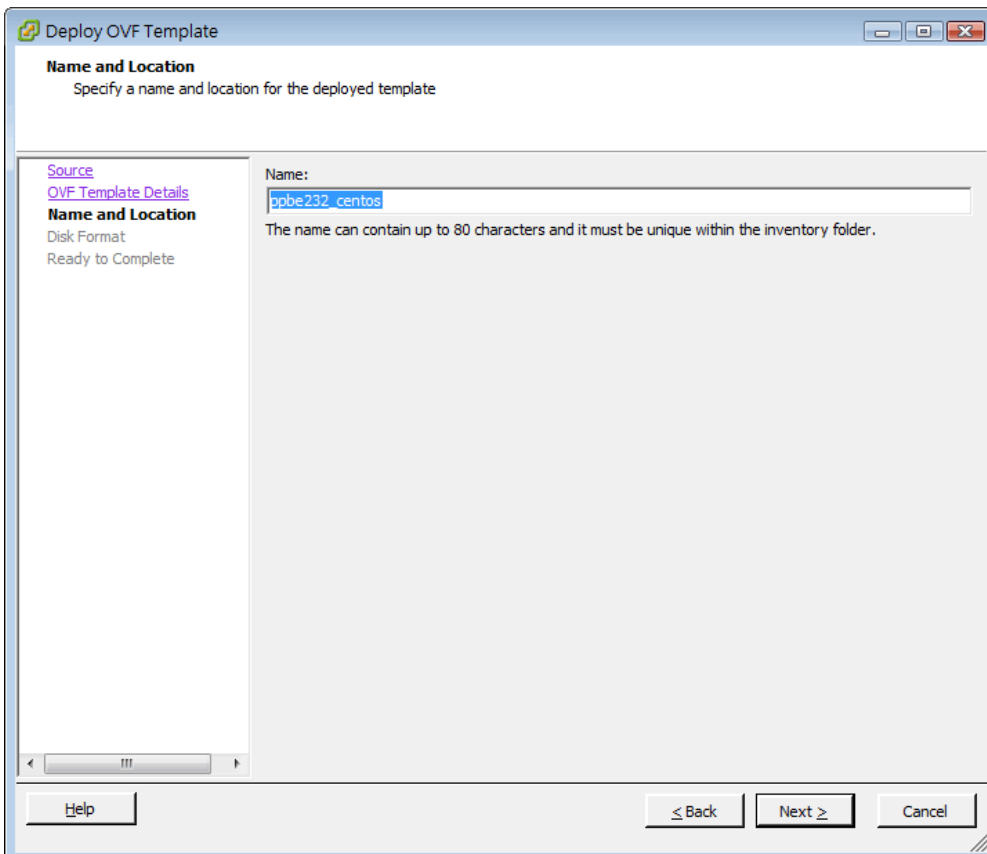 Deploy OVF Template
Name and Location
Specify a name and location for the deployed template
Source
OVF Template Details
Name and Location
Disk Format
Ready to Complete
Name:
ppbe232_centos
The name can contain up to 80 characters and it must be unique within the inventory folder.
Help
< Back
Next >
Cancel